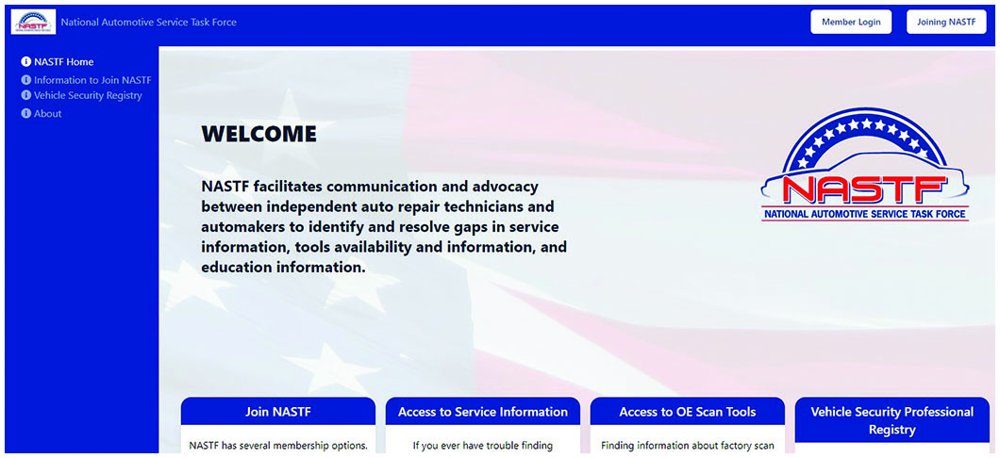 NASTF
National Automotive Service Task Force
Member Login
Joining NASTF
NASTF Home
Information to Join NASTF
Vehicle Security Registry
About
WELCOME
NASTF facilitates communication and advocacy
between independent auto repair technicians and
automakers to identify and resolve gaps in service
information, tools availability and information, and
education information.
NASTF
NATIONAL AUTOMOTIVE SERVICE TASK FORCE
Join NASTF
NASTF has several membership options.
Access to Service Information
If you ever have trouble finding
Access to OE Scan Tools
Finding information about factory scan
Vehicle Security Professional
Registry